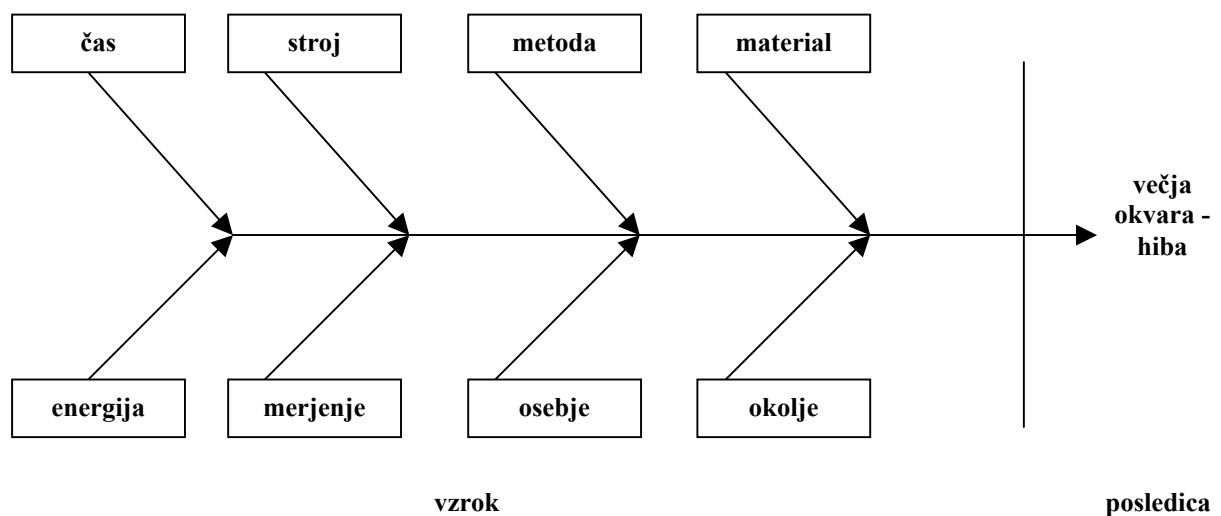 čas
stroj
metoda
material
večja
okvara -
hiba
energija
merjenje
osebje
okolje
vzrok
posledica